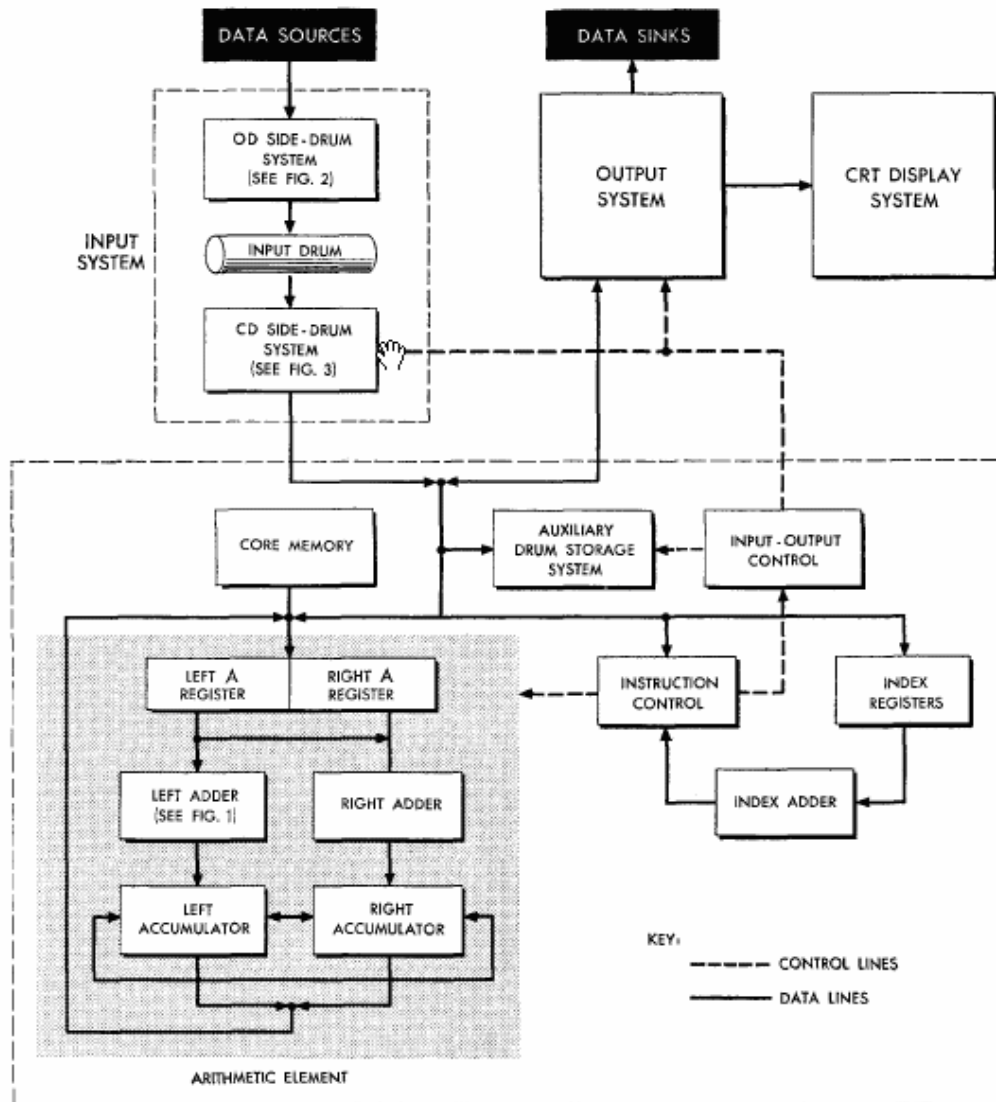 DATA SOURCES
DATA SINKS
OD SIDE-DRUM
SYSTEM
(SEE FIG. 2)
INPUT DRUM
INPUT
SYSTEM
CD SIDE-DRUM
SYSTEM
(SEE FIG. 3)
OUTPUT
SYSTEM
CRT DISPLAY
SYSTEM
CORE MEMORY
AUXILIARY
DRUM STORAGE
SYSTEM
INPUT-OUTPUT
CONTROL
LEFT A
REGISTER
RIGHT A
REGISTER
INSTRUCTION
CONTROL
INDEX
REGISTERS
LEFT ADDER
(SEE FIG. 1)
RIGHT ADDER
INDEX ADDER
LEFT
ACCUMULATOR
RIGHT
ACCUMULATOR
KEY:
CONTROL LINES
DATA LINES
ARITHMETIC ELEMENT